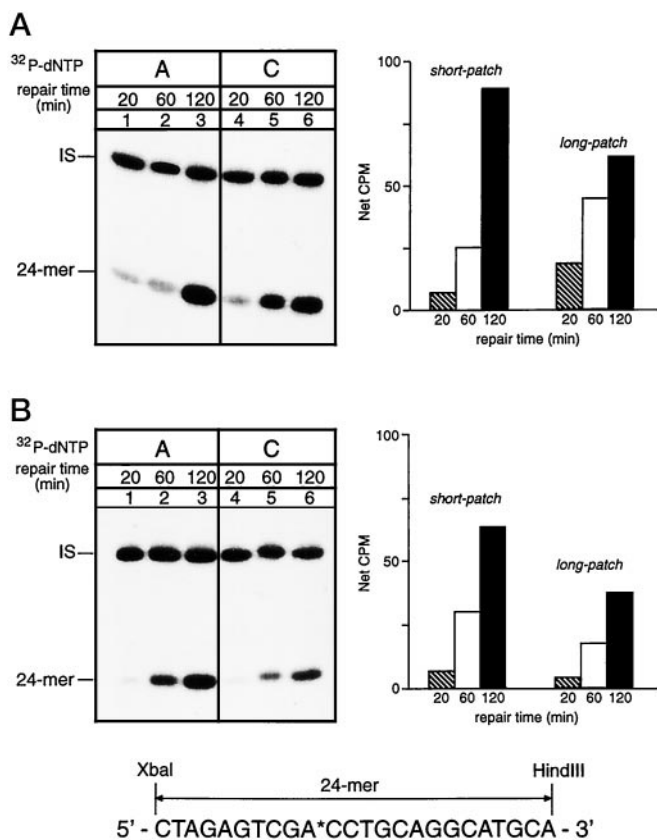 A
32P-dNTP
A C
repair time (min)
20 60 120 20 60 120
1 2 3 4 5 6
IS
24-mer
Net CPM
100
50
0
short-patch
long-patch
20 60 120 20 60 120
repair time (min)
B
32P-dNTP
A C
repair time (min)
20 60 120 20 60 120
1 2 3 4 5 6
IS
24-mer
Net CPM
100
50
0
short-patch
long-patch
20 60 120 20 60 120
repair time (min)
XbaI HindIII
24-mer
5' - CTAGAGTCGA*CCTGCAGGCATGCA - 3'